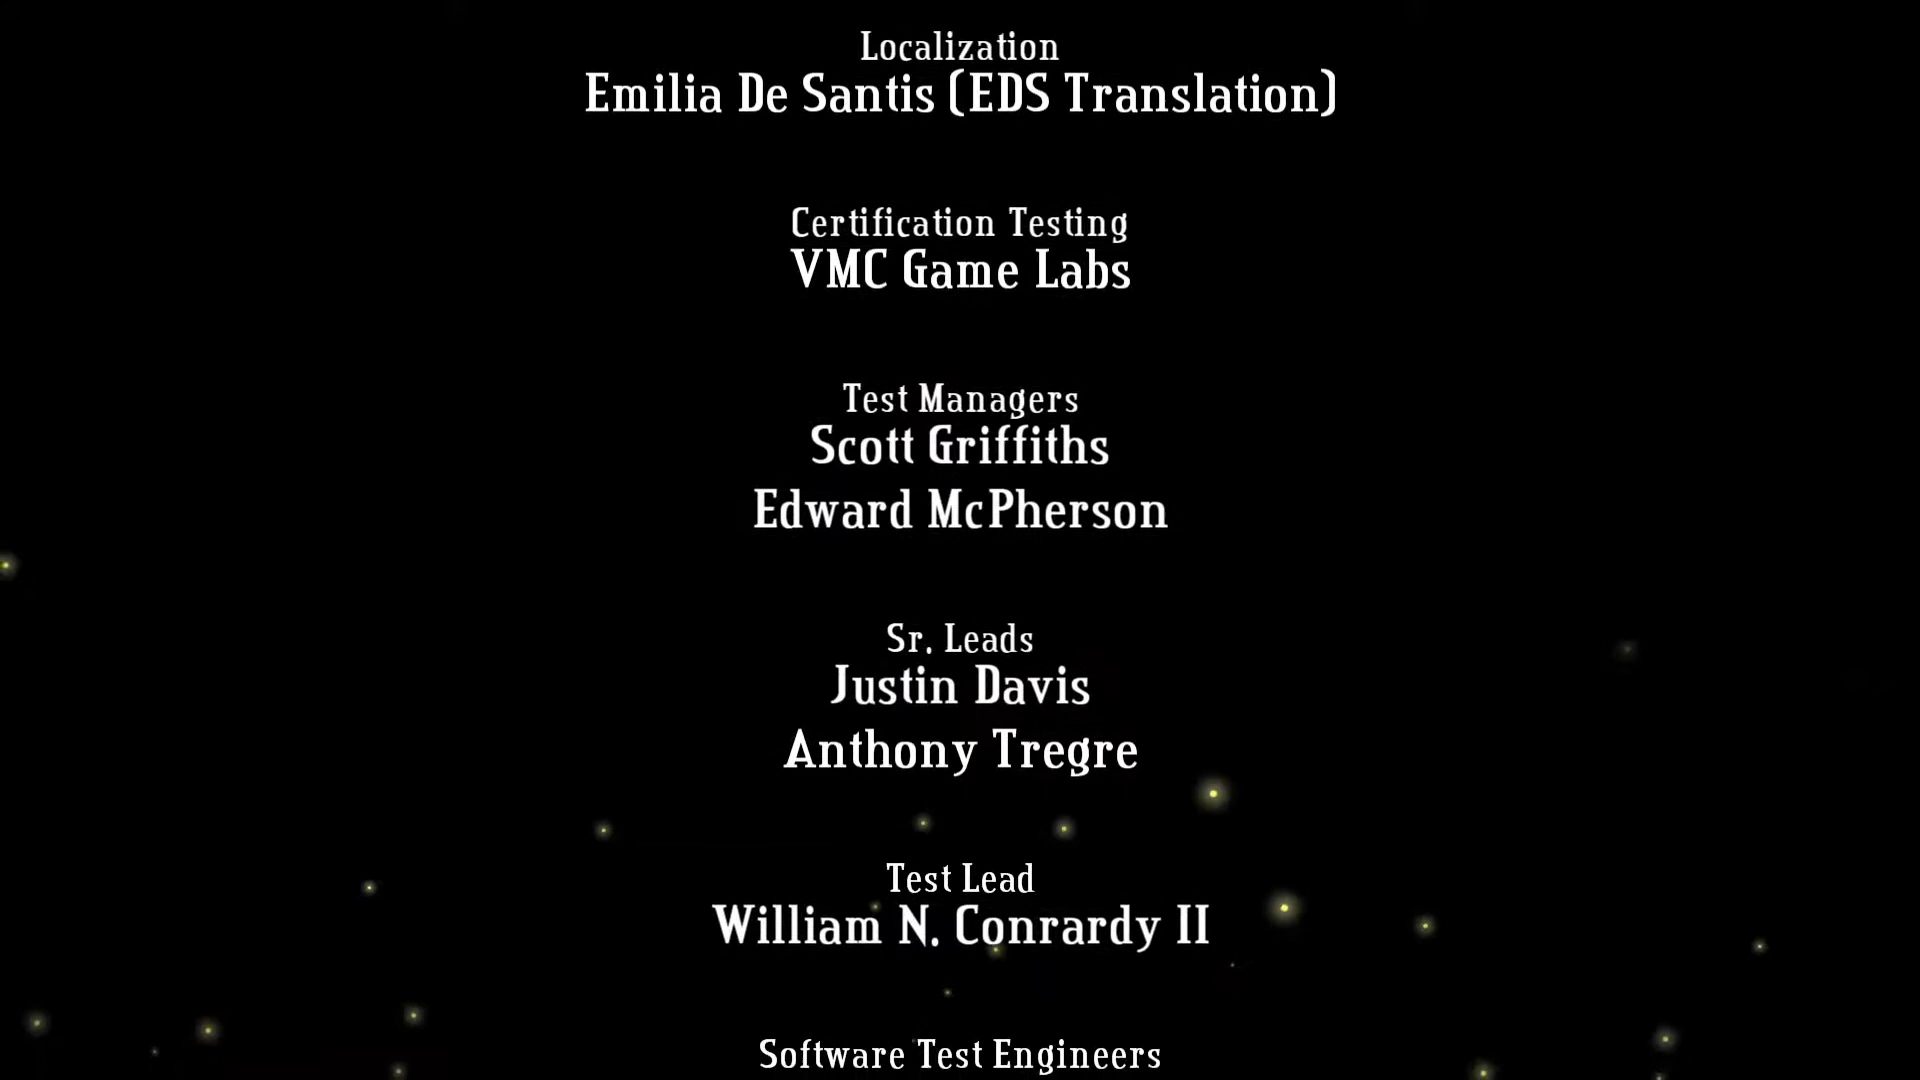 Localization
Emilia De Santis (EDS Translation)
Certification Testing
VMC Game Labs
Test Managers
Scott Griffiths
Edward McPherson
Sr. Leads
Justin Davis
Anthony Tregre
Test Lead
William N. Conrardy II
Software Test Engineers